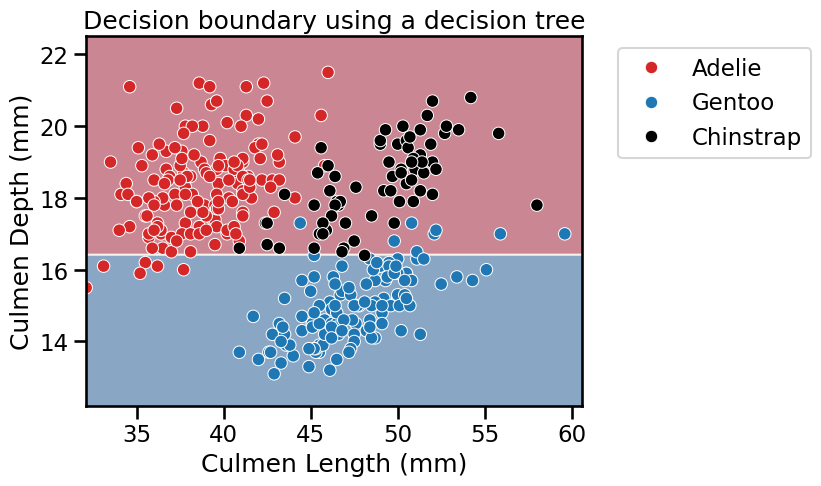 Decision boundary using a decision tree
Adelie
Gentoo
Chinstrap
Culmen Depth (mm)
22
20
18
16
14
35 40 45 50 55 60
Culmen Length (mm)